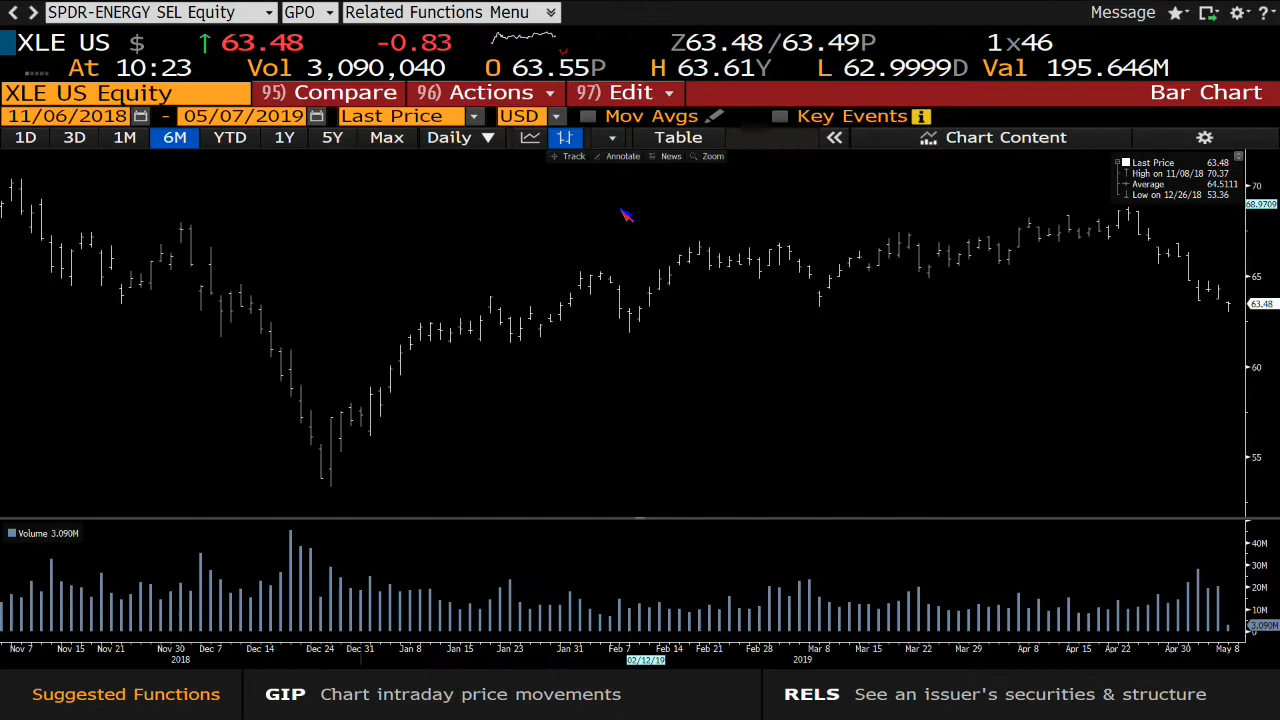 SPDR-ENERGY SEL Equity GPO Related Functions Menu Message ?
XLE US $ ↑ 63.48 -0.83 Z63.48 /63.49P 1x46
At 10:23 Vol 3,090,040 O 63.55P H 63.61Y L 62.9999D Val 195.646M
XLE US Equity 95) Compare 96) Actions 97) Edit Bar Chart
11/06/2018 - 05/07/2019 Last Price USD Mov Avgs Key Events i
1D 3D 1M 6M YTD 1Y 5Y Max Daily ▼ Table « Chart Content
Track Annotate News Zoom
Last Price 63.48
High on 11/08/18 70.37
Average 64.5111
Low on 12/26/18 53.36
70
68.9709
65
63.48
60
55
Volume 3.090M
40M
30M
20M
10M
3.090M
0
Nov 7 Nov 15 Nov 21 Nov 30 Dec 7 Dec 14 Dec 24 Dec 31 Jan 8 Jan 15 Jan 23 Jan 31 Feb 7 Feb 14 Feb 21 Feb 28 Mar 8 Mar 15 Mar 22 Mar 29 Apr 8 Apr 15 Apr 22 Apr 30 May 8
2018 02/12/19 2019
Suggested Functions GIP Chart intraday price movements RELS See an issuer's securities & structure